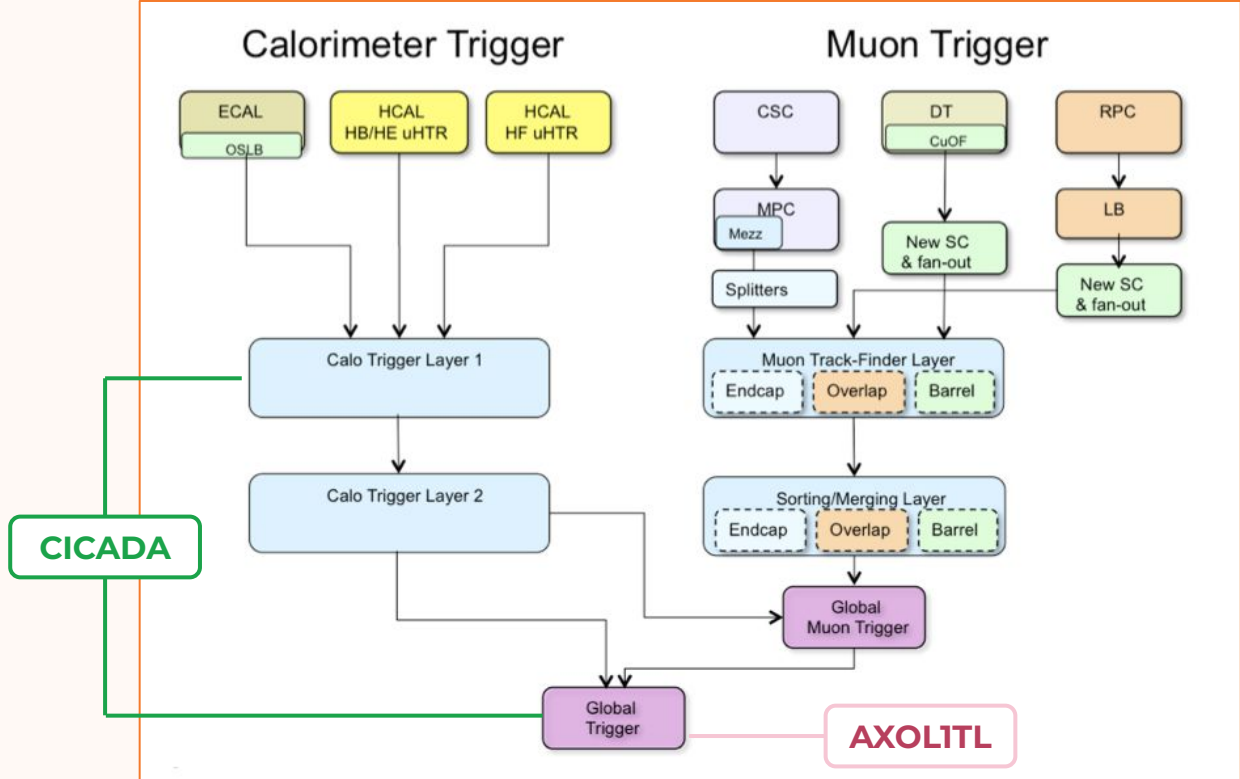 Calorimeter Trigger
Muon Trigger
ECAL
OSLB
HCAL
HB/HE uHTR
HCAL
HF uHTR
CSC
DT
CuOF
RPC
MPC
Mezz
LB
New SC
& fan-out
Splitters
New SC
& fan-out
Calo Trigger Layer 1
Muon Track-Finder Layer
Endcap
Overlap
Barrel
Calo Trigger Layer 2
Sorting/Merging Layer
Endcap
Overlap
Barrel
CICADA
Global
Muon Trigger
Global
Trigger
AXOL1TL